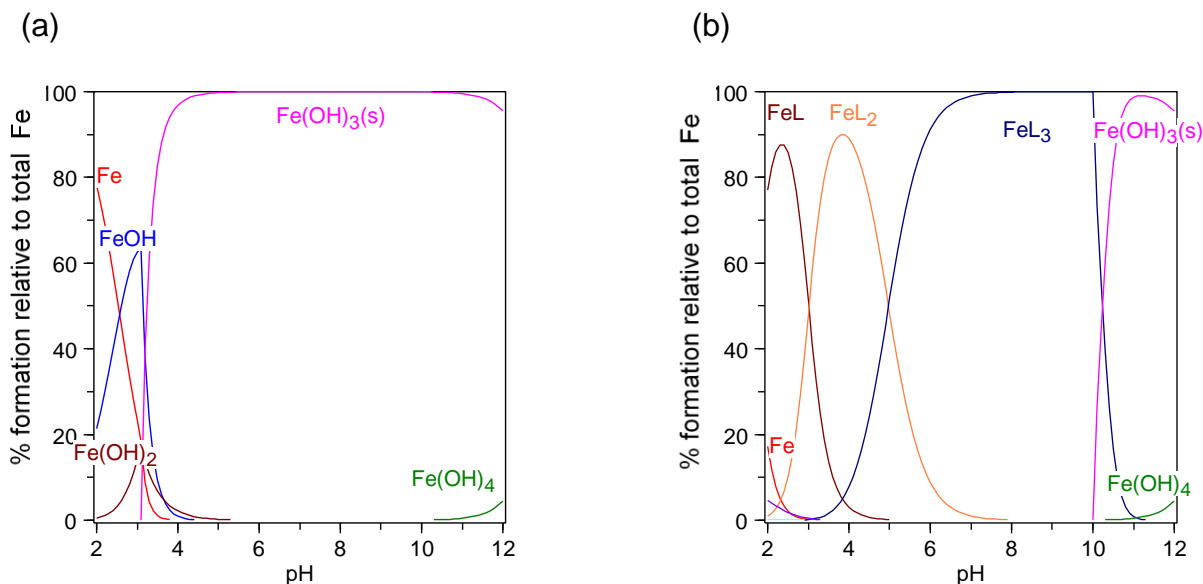 (a)
% formation relative to total Fe
100
80
60
40
20
0
Fe
FeOH
Fe(OH)2
Fe(OH)3(s)
Fe(OH)4
2
4
6
8
10
12
pH
(b)
% formation relative to total Fe
100
80
60
40
20
0
FeL
FeL2
FeL3
Fe(OH)3(s)
Fe
Fe(OH)4
2
4
6
8
10
12
pH